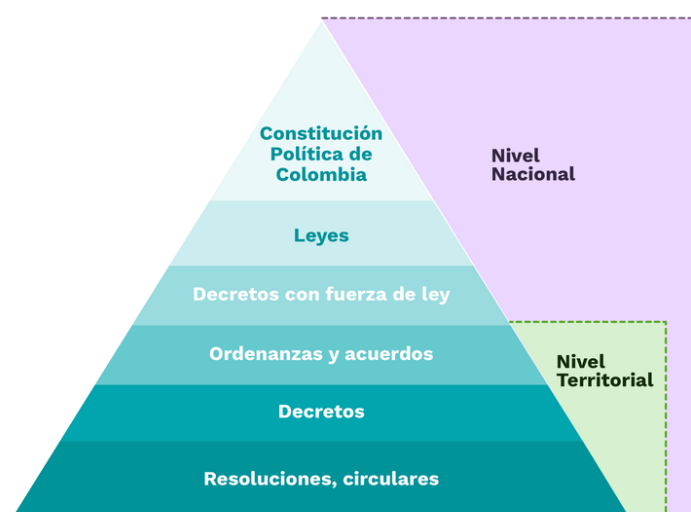 Constitución
Política de
Colombia
Nivel
Nacional
Leyes
Decretos con fuerza de ley
Ordenanzas y acuerdos
Nivel
Territorial
Decretos
Resoluciones, circulares